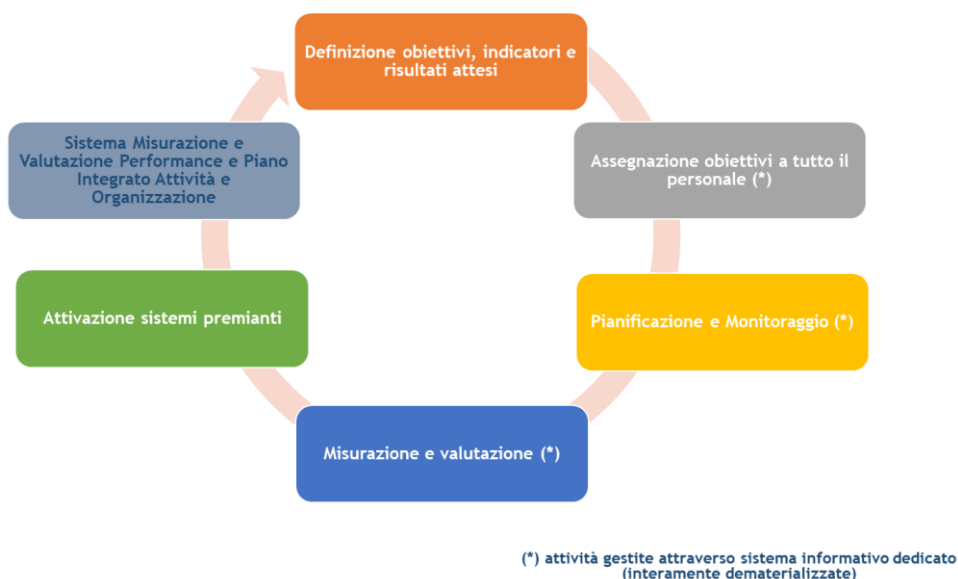 Definizione obiettivi, indicatori e
risultati attesi
Assegnazione obiettivi a tutto il
personale (*)
Pianificazione e Monitoraggio (*)
Misurazione e valutazione (*)
Attivazione sistemi premianti
Sistema Misurazione e
Valutazione Performance e Piano
Integrato Attività e
Organizzazione
(*) attività gestite attraverso sistema informativo dedicato
(interamente dematerializzate)